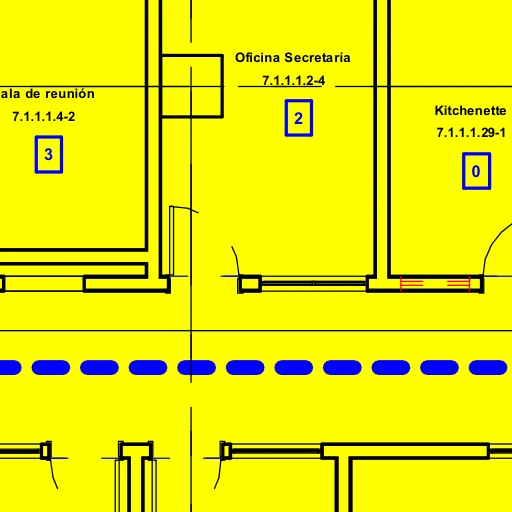 ala de reunión
7.1.1.1.4-2
3
Oficina Secretaría
7.1.1.1.2-4
2
Kitchenette
7.1.1.1.29-1
0